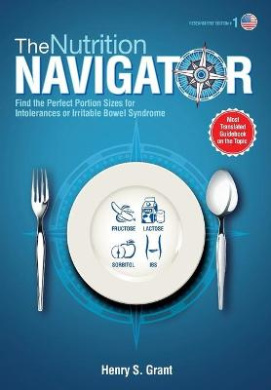 The Nutrition
NAVIGATOR
Find the Perfect Portion Sizes for
Intolerances or Irritable Bowel Syndrome
1
Most
Translated
Guidebook
on the Topic
FRUCTOSE LACTOSE
SORBITOL IBS
Henry S. Grant